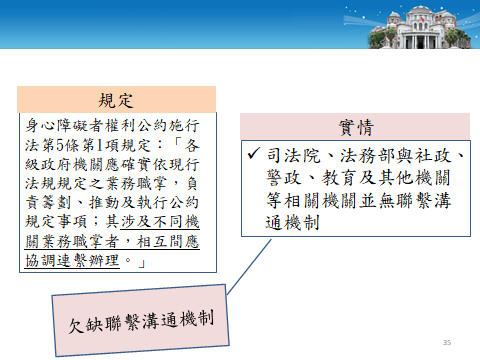 規定
身心障礙者權利公約施行
法第5條第1項規定：「各
級政府機關應確實依現行
法規規定之業務職掌，負
責籌劃、推動及執行公約
規定事項；其涉及不同機
關業務職掌者，相互間應
協調連繫辦理。」
實情
✓ 司法院、法務部與社政、
警政、教育及其他機關
等相關機關並無聯繫溝
通機制
欠缺聯繫溝通機制
35